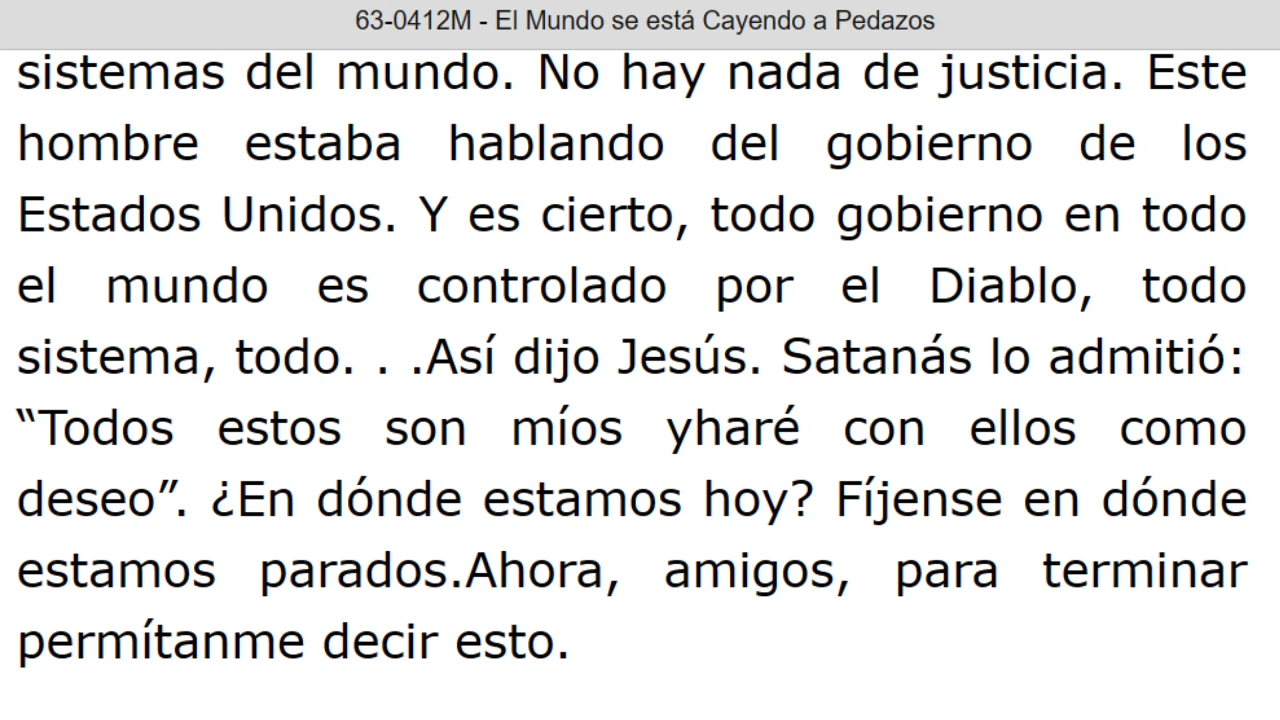 63-0412M - El Mundo se está Cayendo a Pedazos
sistemas del mundo. No hay nada de justicia. Este
hombre estaba hablando del gobierno de los
Estados Unidos. Y es cierto, todo gobierno en todo
el mundo es controlado por el Diablo, todo
sistema, todo. . .Así dijo Jesús. Satanás lo admitió:
“Todos estos son míos yharé con ellos como
deseo”. ¿En dónde estamos hoy? Fíjense en dónde
estamos parados.Ahora, amigos, para terminar
permítanme decir esto.